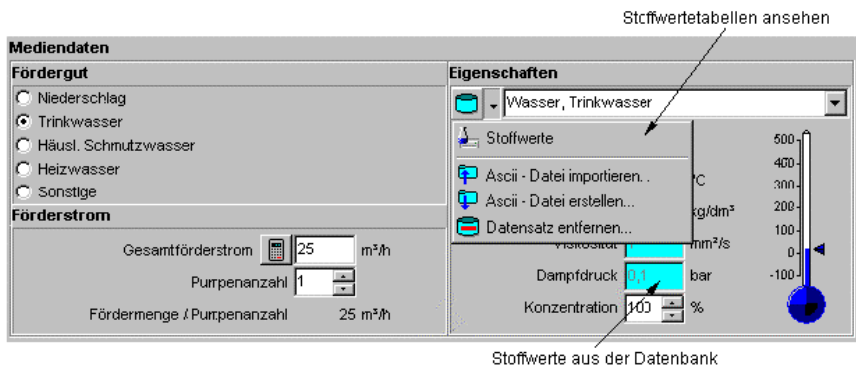 Stoffwertetabellen ansehen
Mediendaten
Fördergut
Niederschlag
Trinkwasser
Häusl. Schmutzwasser
Heizwasser
Sonstige
Förderstrom
Gesamtförderstrom 25 m³/h
Pumpenanzahl 1
Fördermenge / Pumpenanzahl 25 m³/h
Eigenschaften
Wasser, Trinkwasser
Stoffwerte
Ascii - Datei importieren...
Ascii - Datei erstellen...
Datensatz entfernen...
°C
kg/dm³
Viskosität 1 mm²/s
Dampfdruck 0,1 bar
Konzentration 100 %
500
400
300
200
100
0
-100
Stoffwerte aus der Datenbank